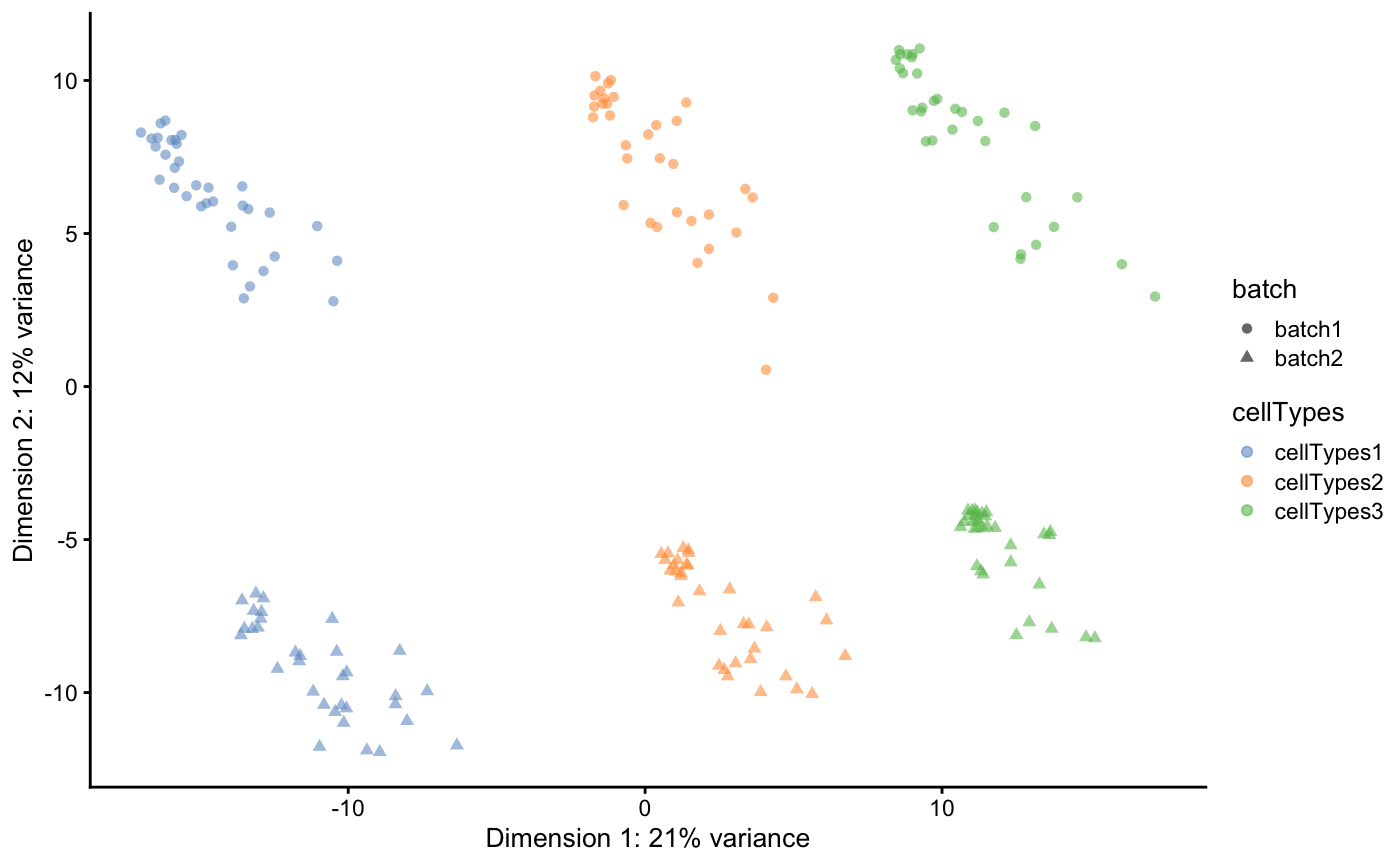 10
5
0
-5
-10
Dimension 2: 12% variance
-10
0
10
Dimension 1: 21% variance
batch
batch1
batch2
cellTypes
cellTypes1
cellTypes2
cellTypes3